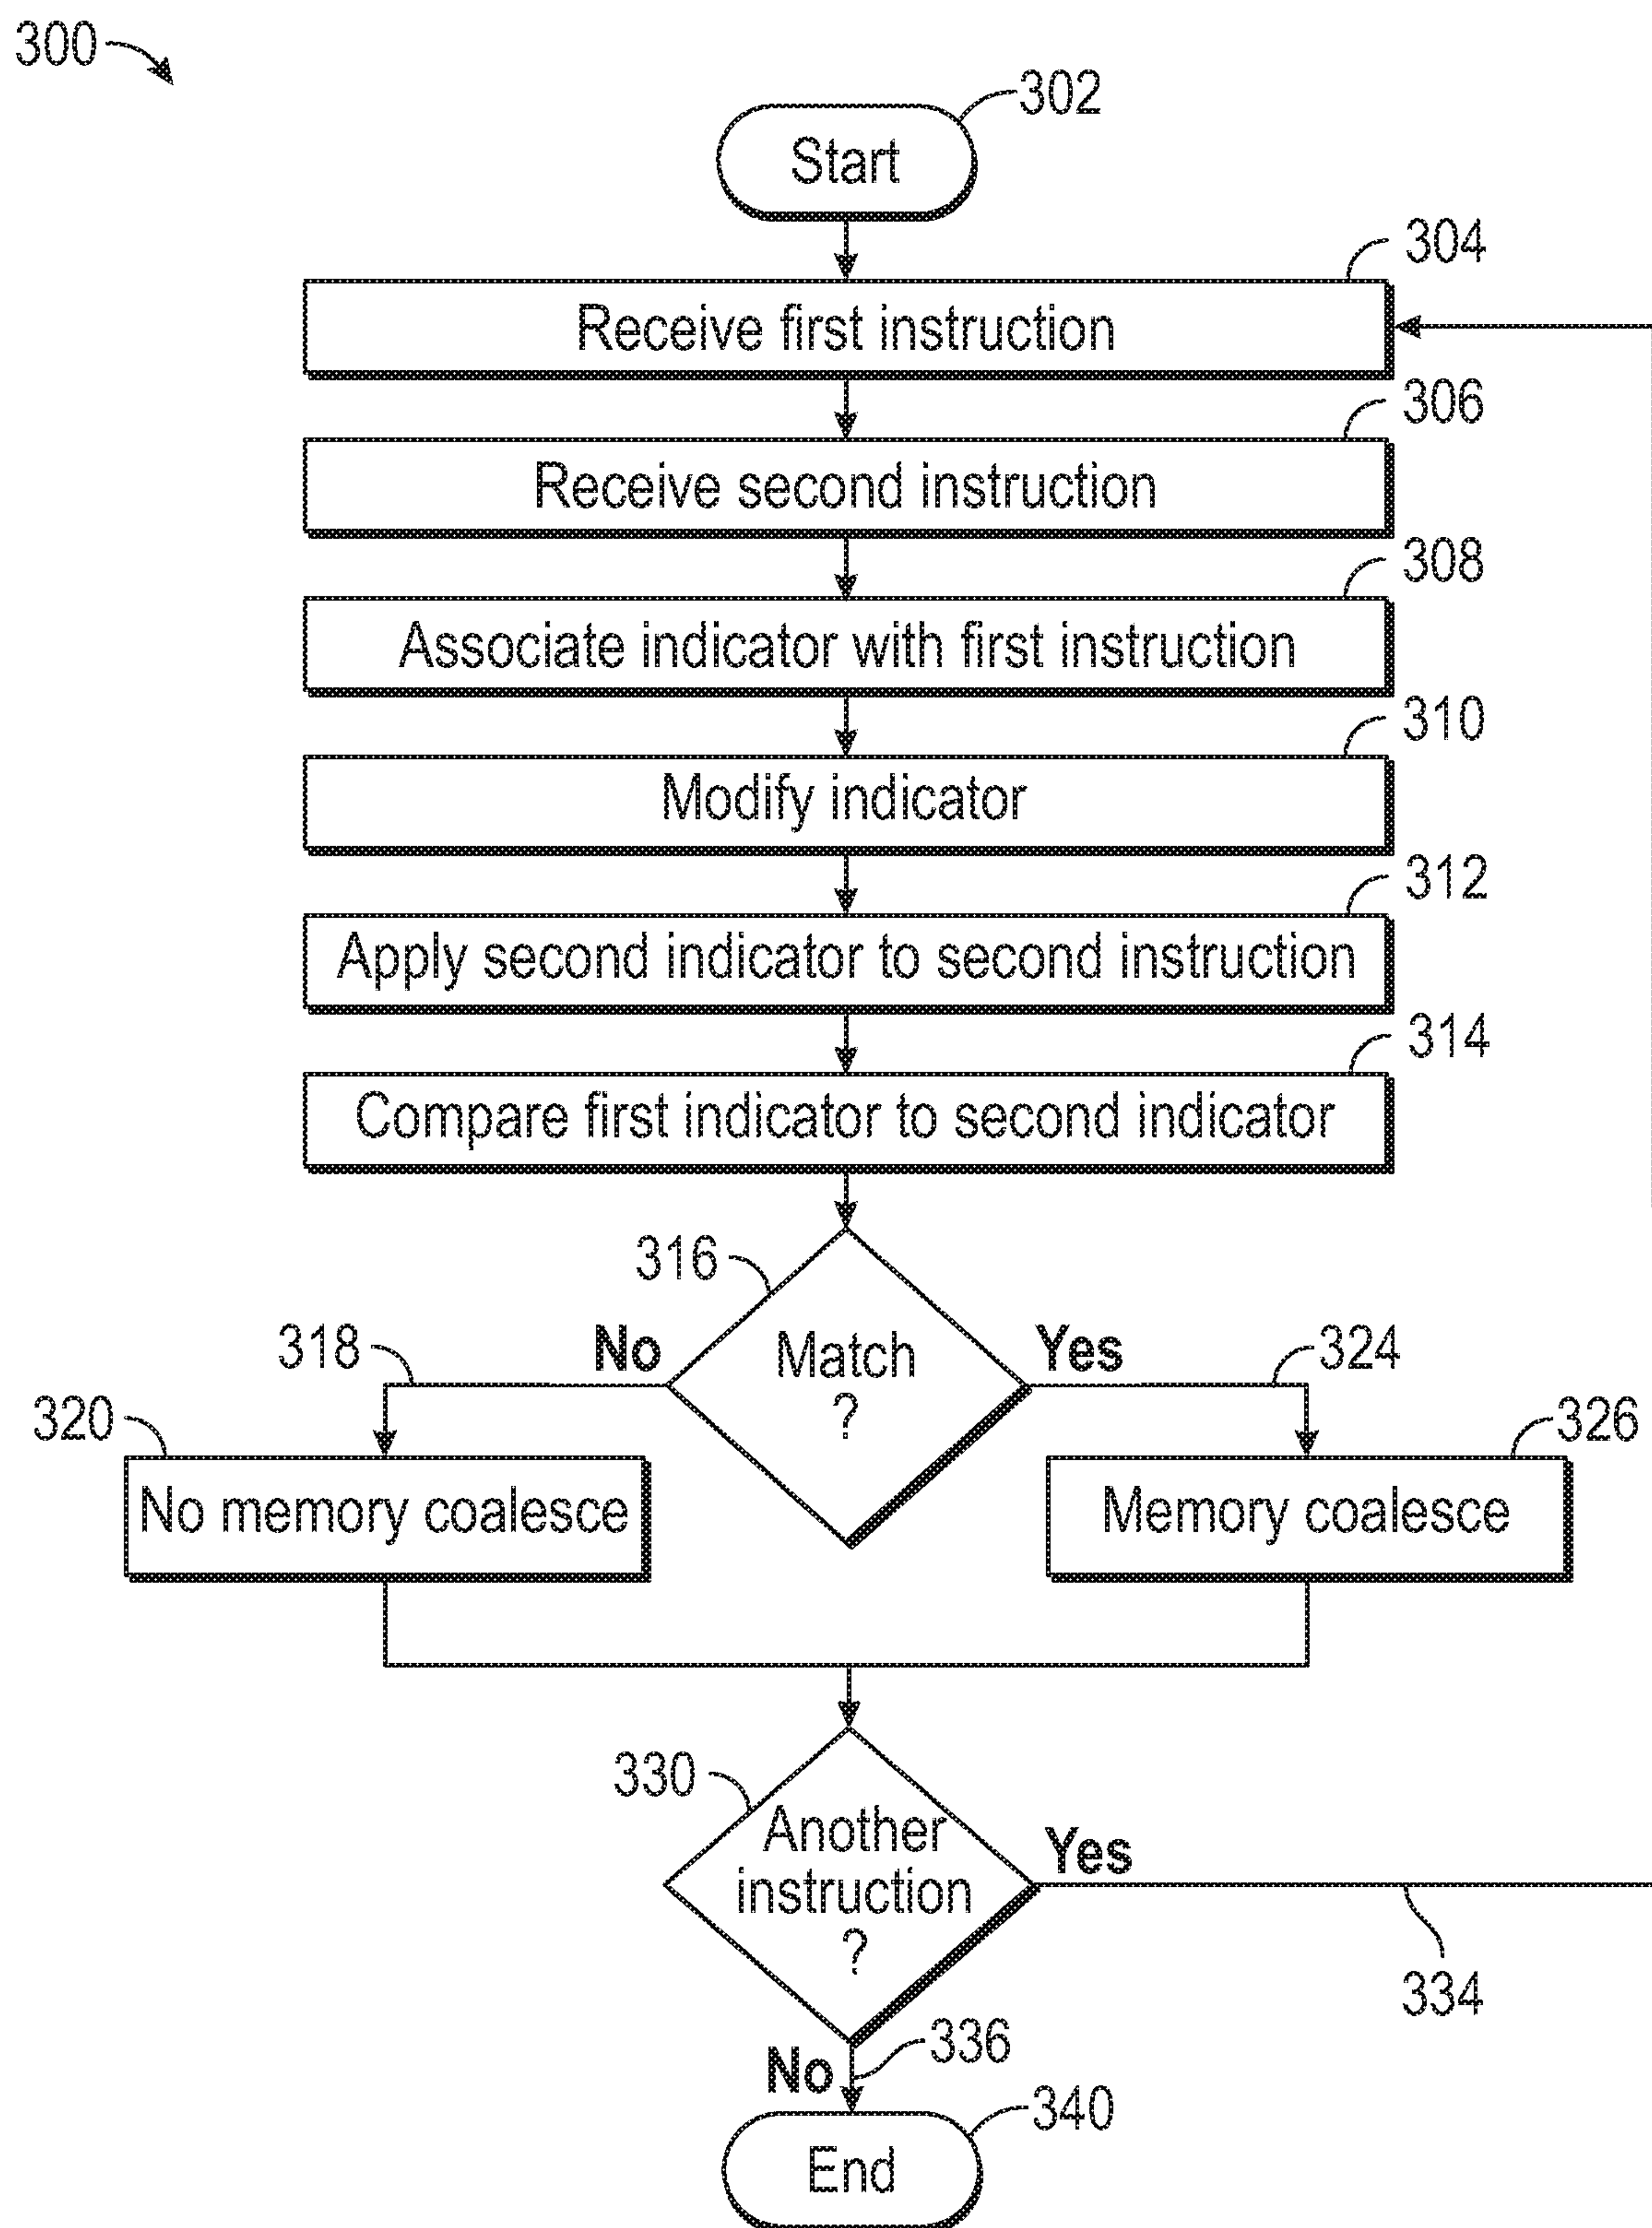 300
302
Start
304
Receive first instruction
306
Receive second instruction
308
Associate indicator with first instruction
310
Modify indicator
312
Apply second indicator to second instruction
314
Compare first indicator to second indicator
316
318
No
Match
?
Yes
324
320
No memory coalesce
326
Memory coalesce
330
Another
instruction
?
Yes
334
No
336
340
End